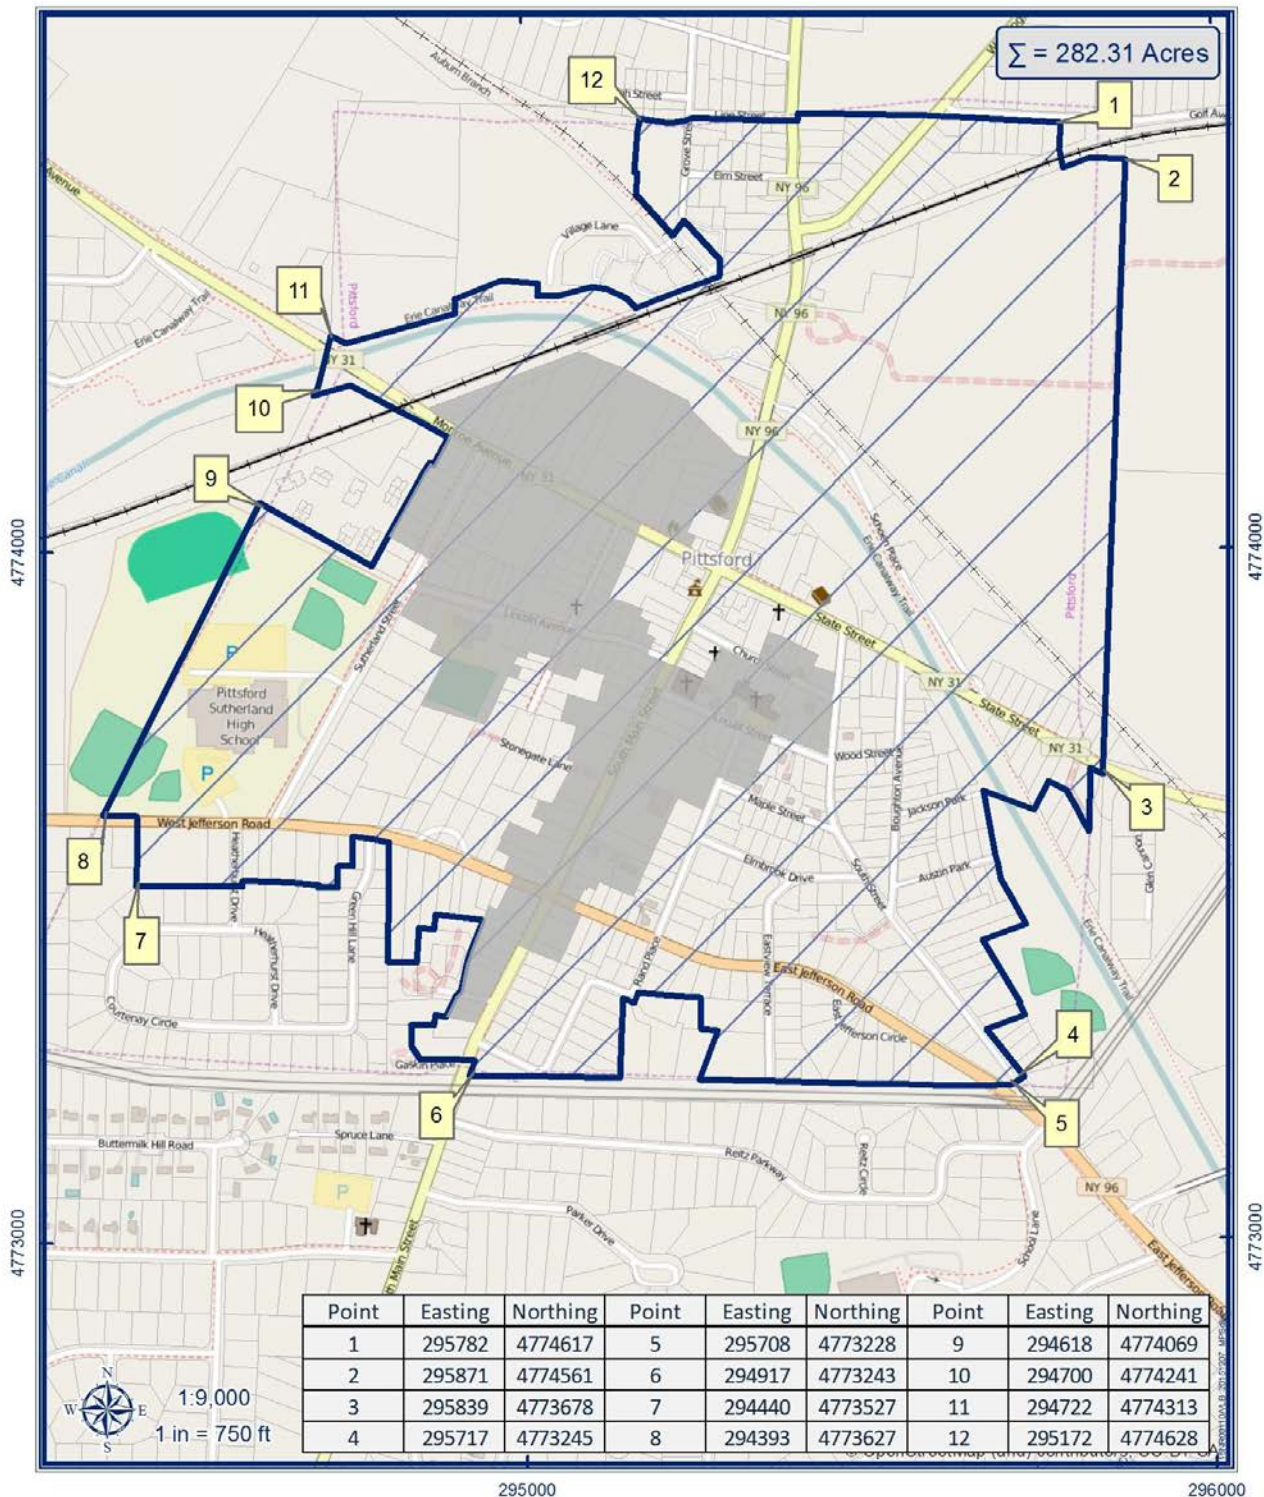 ∑ = 282.31 Acres
12
1
2
11
10
9
8
7
6
5
4
3
Auburn Branch
Line Street
Golf Av
Grove Street
Elm Street
NY 96
Village Lane
Avenue
Erie Canalway Trail
Pittsford
Erie Canalway Trail
NY 96
NY 31
NY 96
Monroe Avenue
NY 31
4774000
4774000
Schoen Place
Erie Canalway Trail
Pittsford
Pittsford
Lincoln Avenue
State Street
Sutherland Street
Church
P
NY 31
Pittsford
Sutherland
High
School
South Main Street
Locust Street
State Street
NY 31
Stonegate Lane
Wood Street
Boughton Avenue
P
Maple Street
Jackson Park
West Jefferson Road
Heatherhurst Drive
Elmbrook Drive
South Street
Austin Park
Glen Cannon
Green Hill Lane
Heatherhurst Drive
Rand Place
Eastview Terrace
East Jefferson Road
Erie Canalway Trail
Courtenay Circle
East Jefferson Circle
Gaskin Place
Spruce Lane
Buttermilk Hill Road
Reitz Parkway
Reitz Circle
P
NY 96
Parker Drive
4773000
4773000
School Lane
Main Street
East Jefferson Road
Point Easting Northing Point Easting Northing Point Easting Northing
1 295782 4774617 5 295708 4773228 9 294618 4774069
2 295871 4774561 6 294917 4773243 10 294700 4774241
3 295839 4773678 7 294440 4773527 11 294722 4774313
4 295717 4773245 8 294393 4773627 12 295172 4774628
N
W E
S
1:9,000
1 in = 750 ft
295000
296000